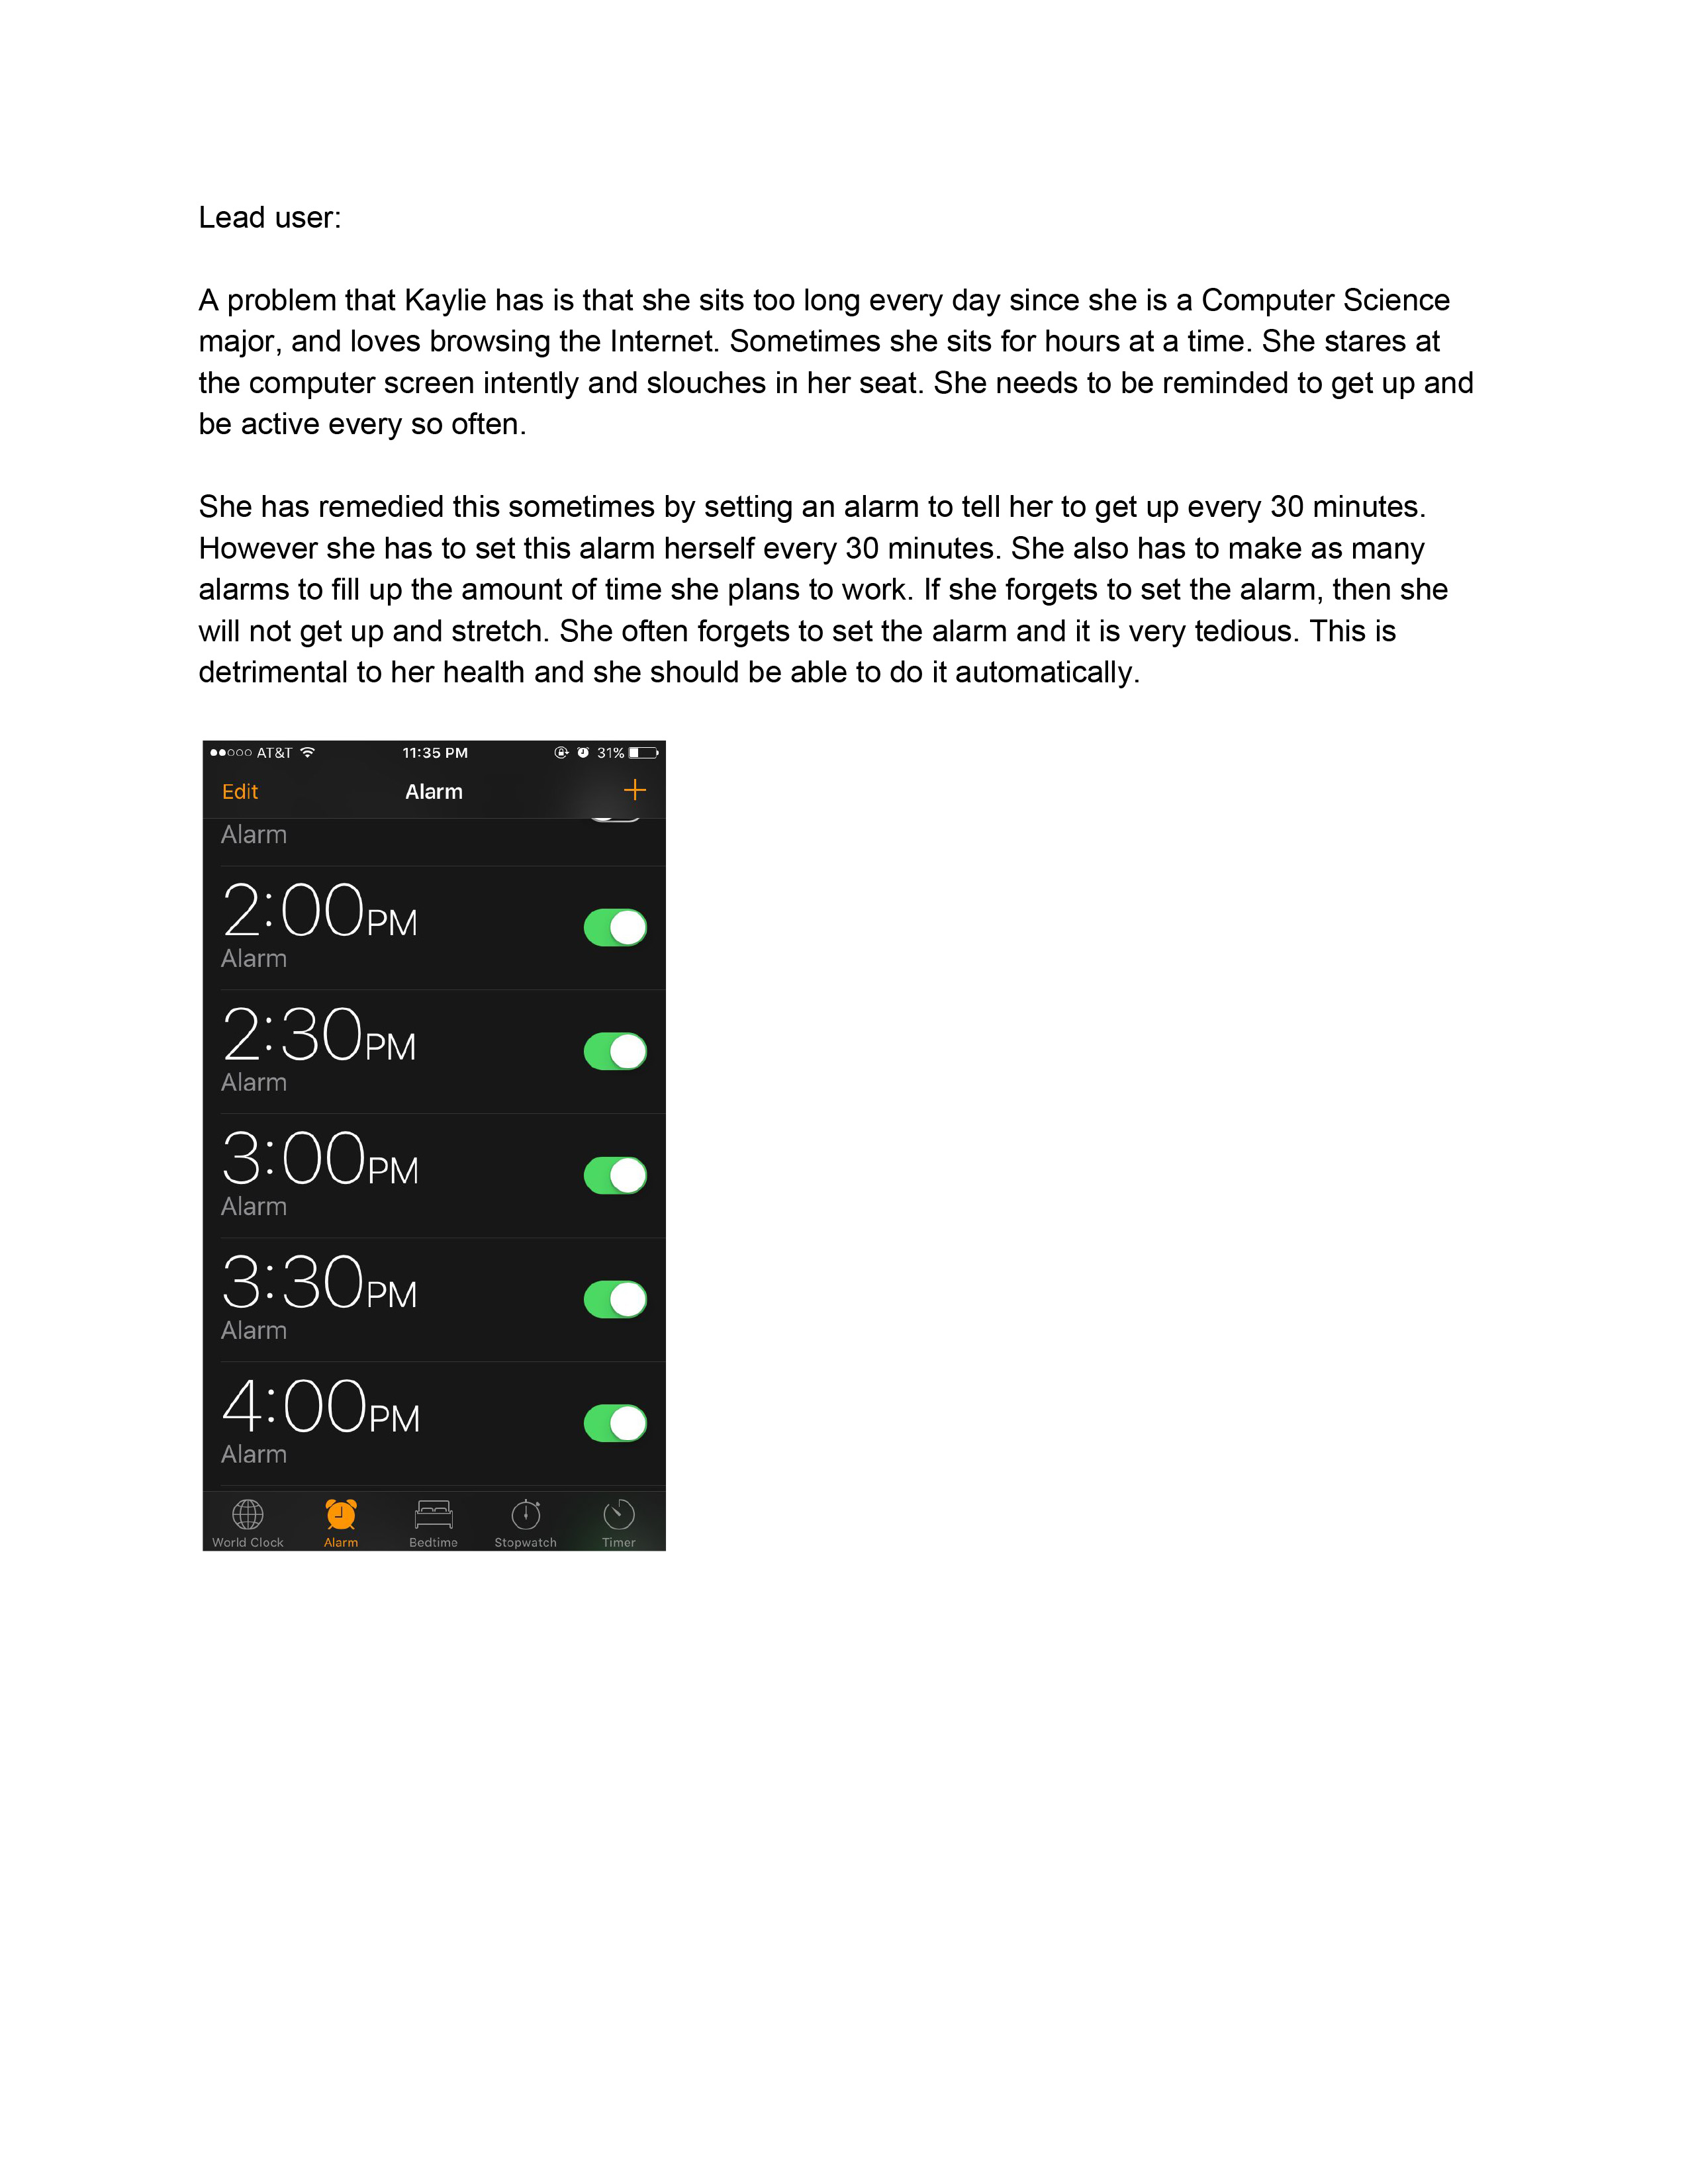 Lead user:
A problem that Kaylie has is that she sits too long every day since she is a Computer Science
major, and loves browsing the Internet. Sometimes she sits for hours at a time. She stares at
the computer screen intently and slouches in her seat. She needs to be reminded to get up and
be active every so often.
She has remedied this sometimes by setting an alarm to tell her to get up every 30 minutes.
However she has to set this alarm herself every 30 minutes. She also has to make as many
alarms to fill up the amount of time she plans to work. If she forgets to set the alarm, then she
will not get up and stretch. She often forgets to set the alarm and it is very tedious. This is
detrimental to her health and she should be able to do it automatically.
AT&T 11:35 PM 31%
Edit Alarm +
Alarm
2:00PM
Alarm
2:30PM
Alarm
3:00PM
Alarm
3:30PM
Alarm
4:00PM
Alarm
World Clock Alarm Bedtime Stopwatch Timer